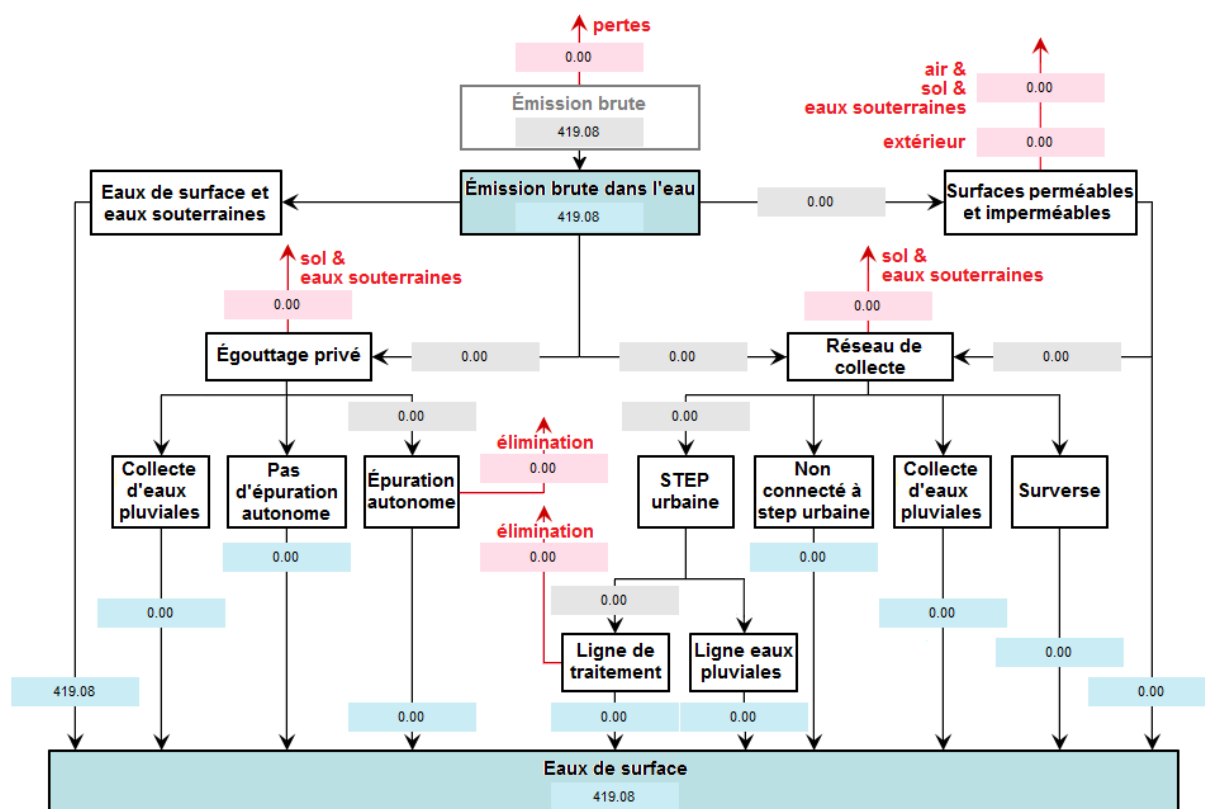 pertes
0.00
Émission brute
419.08
air &
sol &
eaux souterraines
0.00
extérieur
0.00
Eaux de surface et
eaux souterraines
Émission brute dans l'eau
419.08
0.00
Surfaces perméables
et imperméables
sol &
eaux souterraines
0.00
sol &
eaux souterraines
0.00
Égouttage privé
0.00
0.00
Réseau de
collecte
0.00
0.00
0.00
élimination
0.00
Collecte
d'eaux
pluviales
Pas
d'épuration
autonome
Épuration
autonome
STEP
urbaine
Non
connecté à
step urbaine
Collecte
d'eaux
pluviales
Surverse
élimination
0.00
0.00
0.00
0.00
0.00
0.00
Ligne de
traitement
Ligne eaux
pluviales
0.00
419.08
0.00
0.00
0.00
0.00
Eaux de surface
419.08